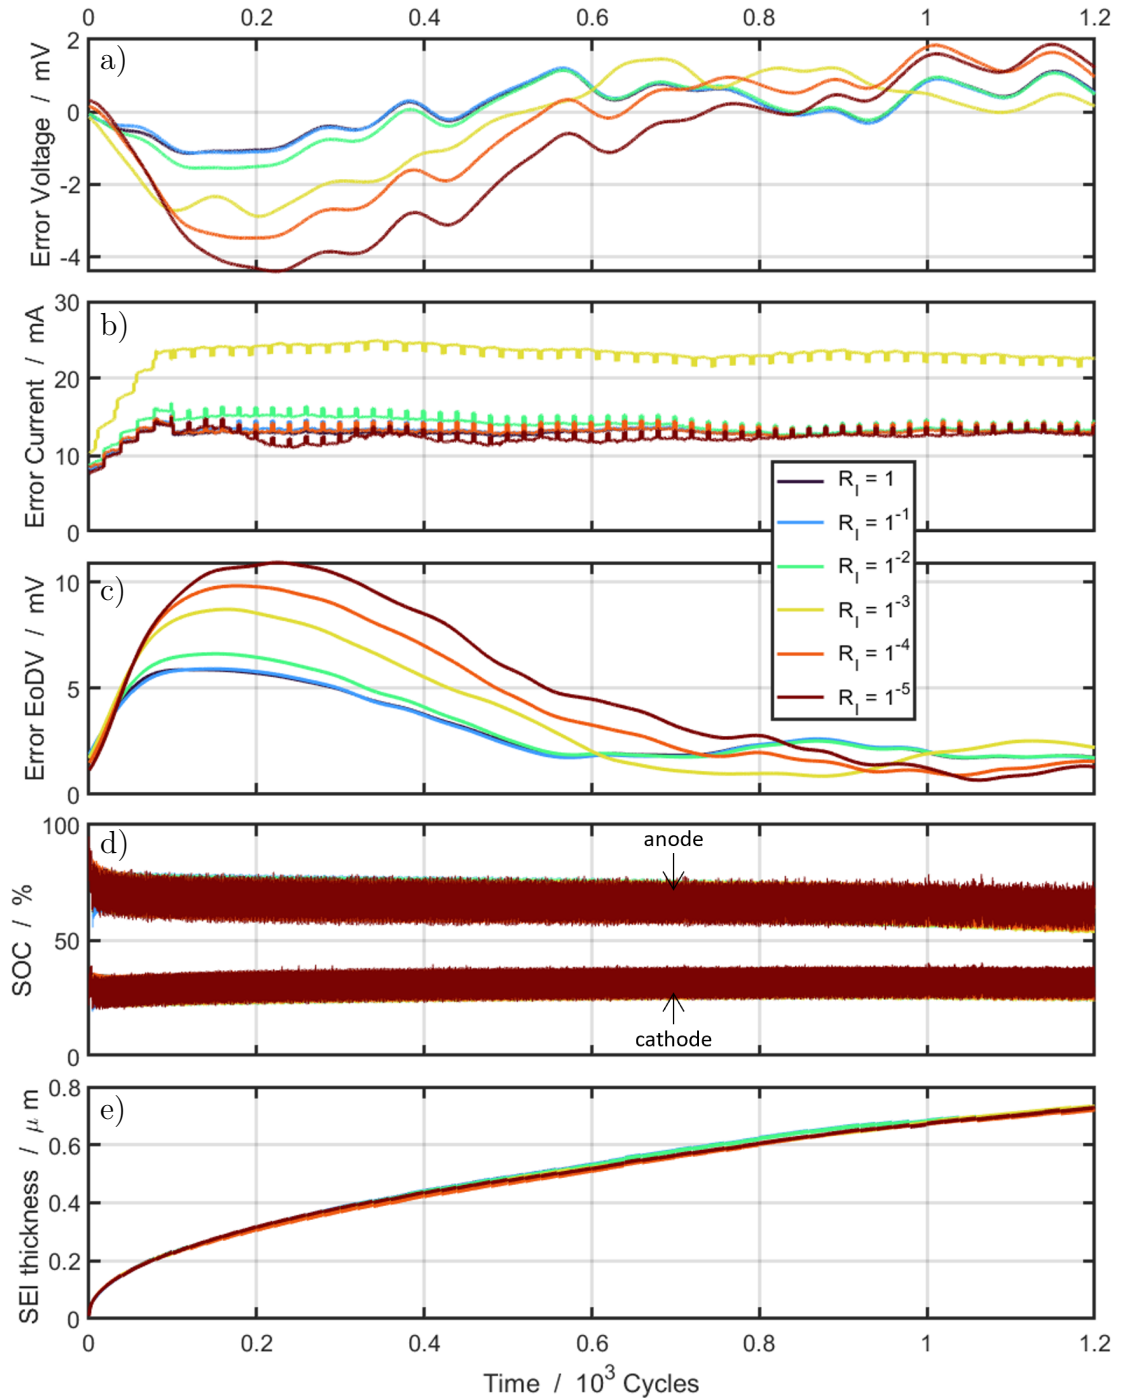 0 0.2 0.4 0.6 0.8 1 1.2
a)
2
0
-2
-4
Error Voltage / mV
b)
30
20
10
0
Error Current / mA
R_I = 1
R_I = 1^-1
R_I = 1^-2
R_I = 1^-3
R_I = 1^-4
R_I = 1^-5
c)
10
5
0
Error EoDV / mV
d)
100
50
0
SOC / %
anode
cathode
e)
0.8
0.6
0.4
0.2
0
SEI thickness / μ m
0 0.2 0.4 0.6 0.8 1 1.2
Time / 10^3 Cycles